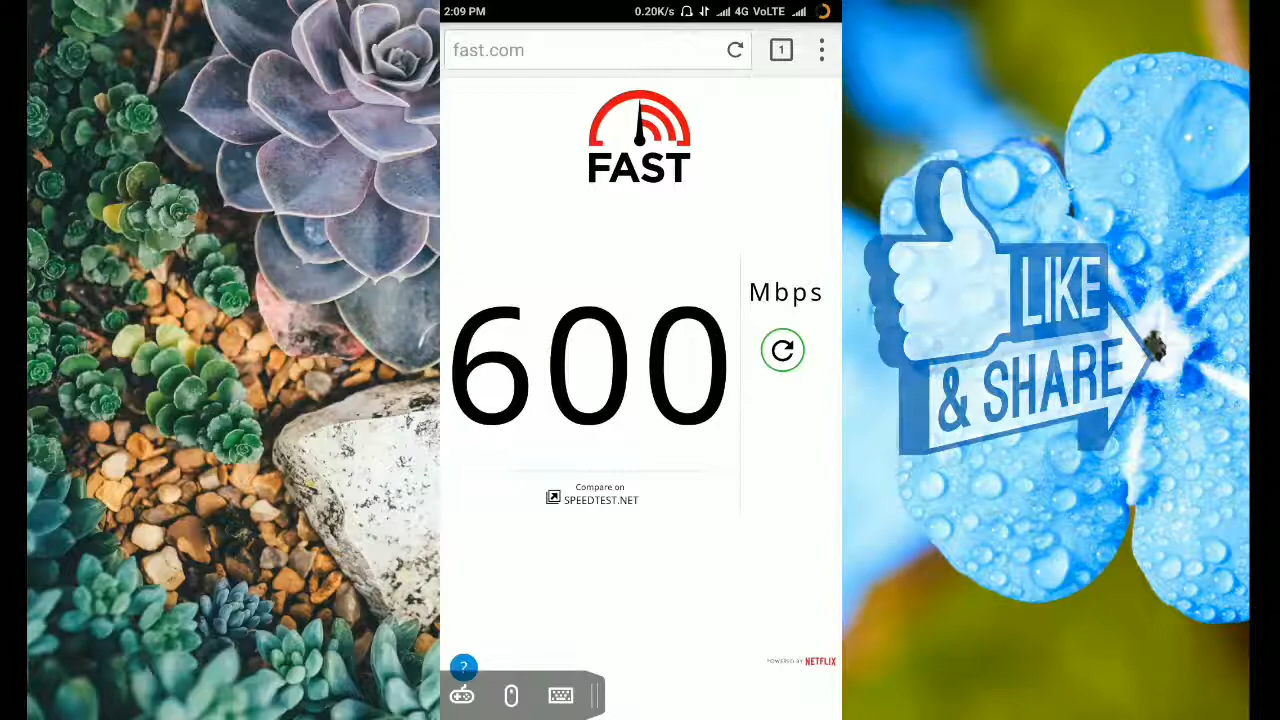 2:09 PM 0.20K/s 4G VoLTE
fast.com 1
FAST
600
Mbps
Compare on
SPEEDTEST.NET
LIKE
& SHARE
POWERED BY NETFLIX
?